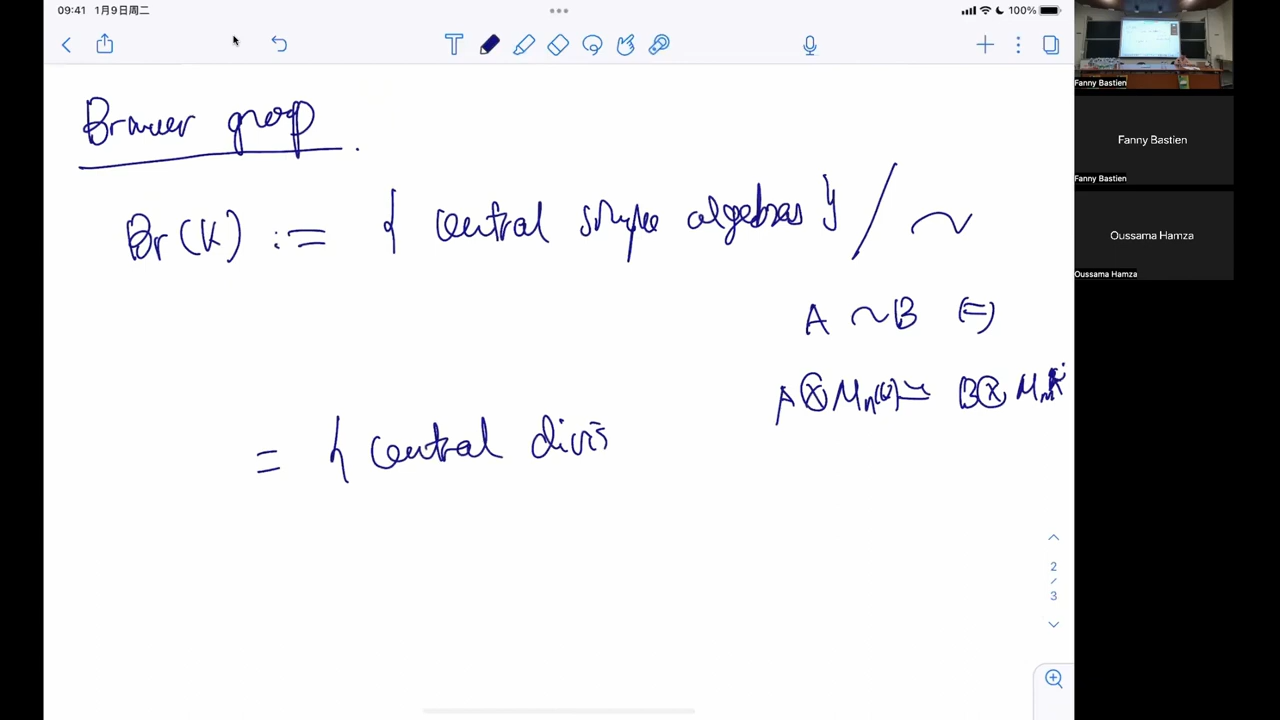 09:41 1月9日周二
100%
Brauer group.
Br(K) := { central simple algebras } / ~
A ~ B ⇔
A ⊗ Mn(K) ≃ B ⊗ Mm(K)
= { central divis
2
/
3
Fanny Bastien
Fanny Bastien
Fanny Bastien
Oussama Hamza
Oussama Hamza